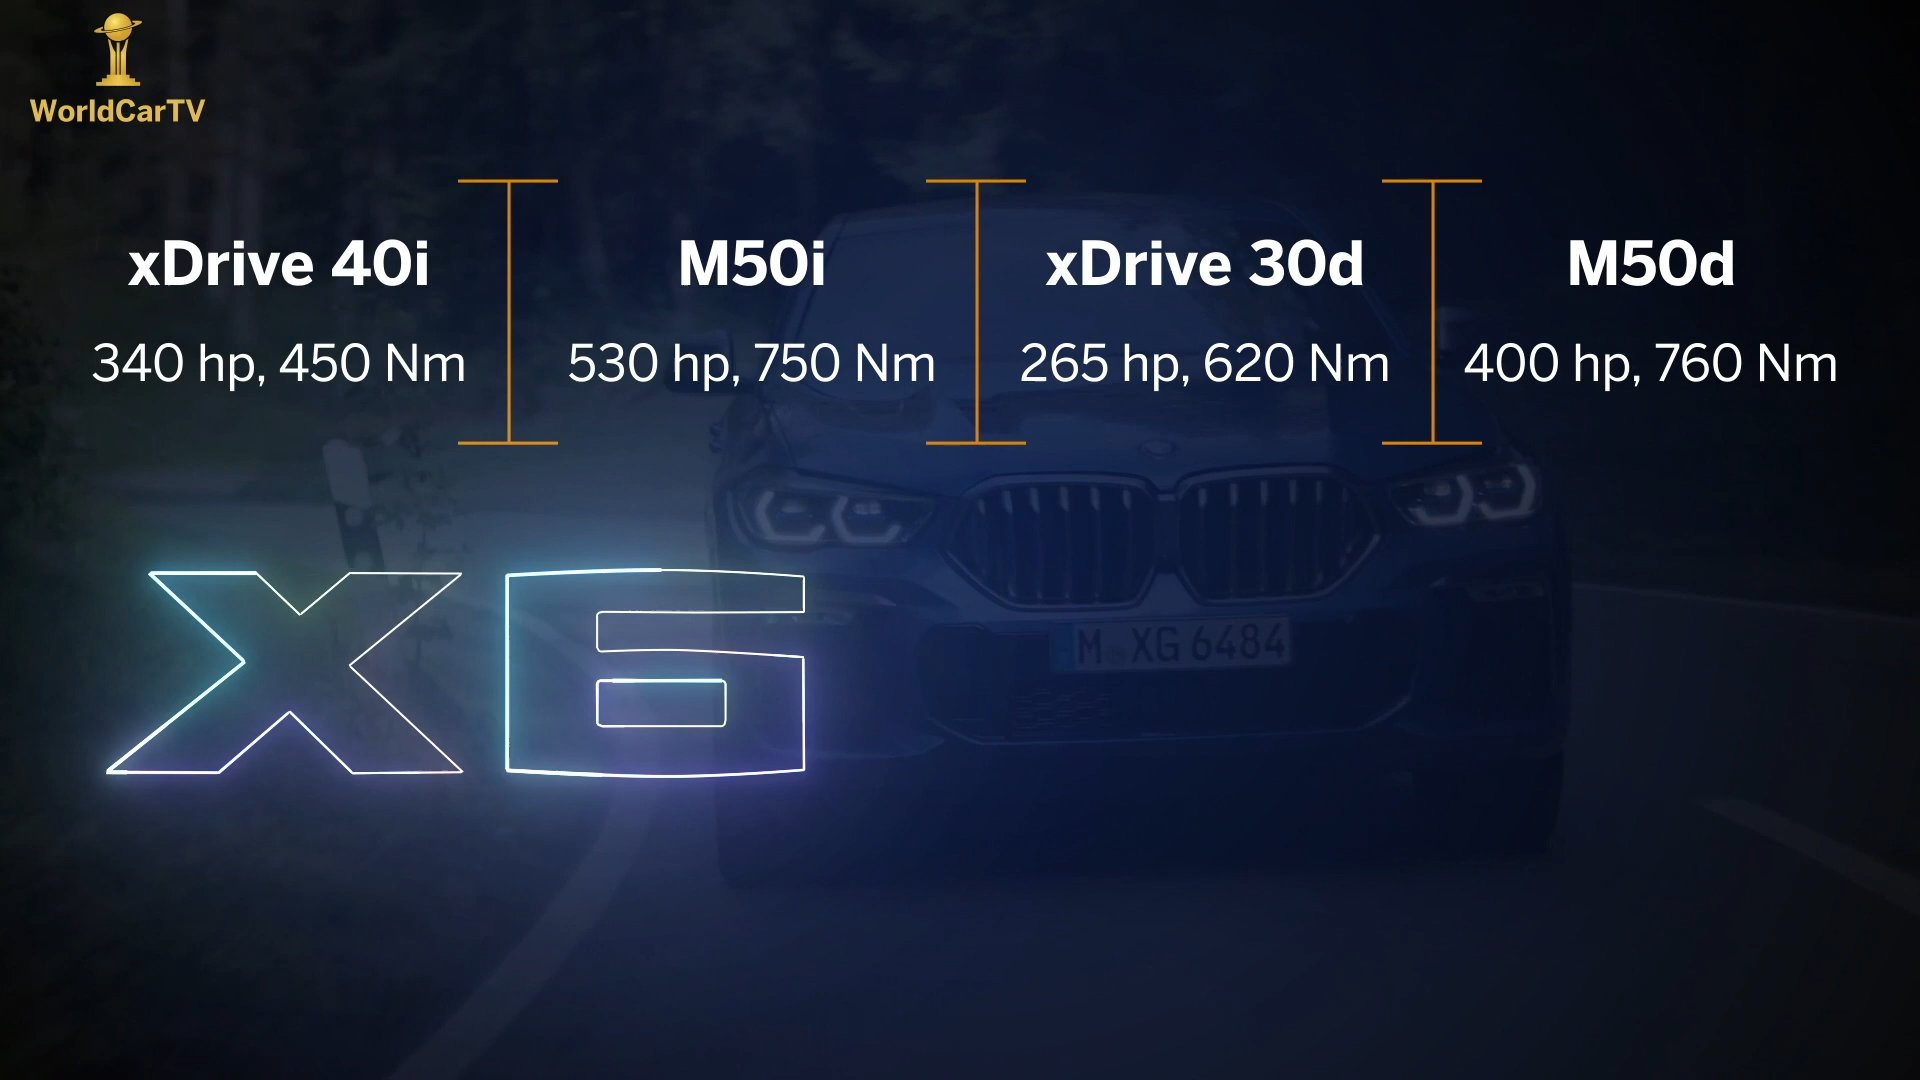 WorldCarTV
xDrive 40i
340 hp, 450 Nm
M50i
530 hp, 750 Nm
xDrive 30d
265 hp, 620 Nm
M50d
400 hp, 760 Nm
X6
M XG 6484